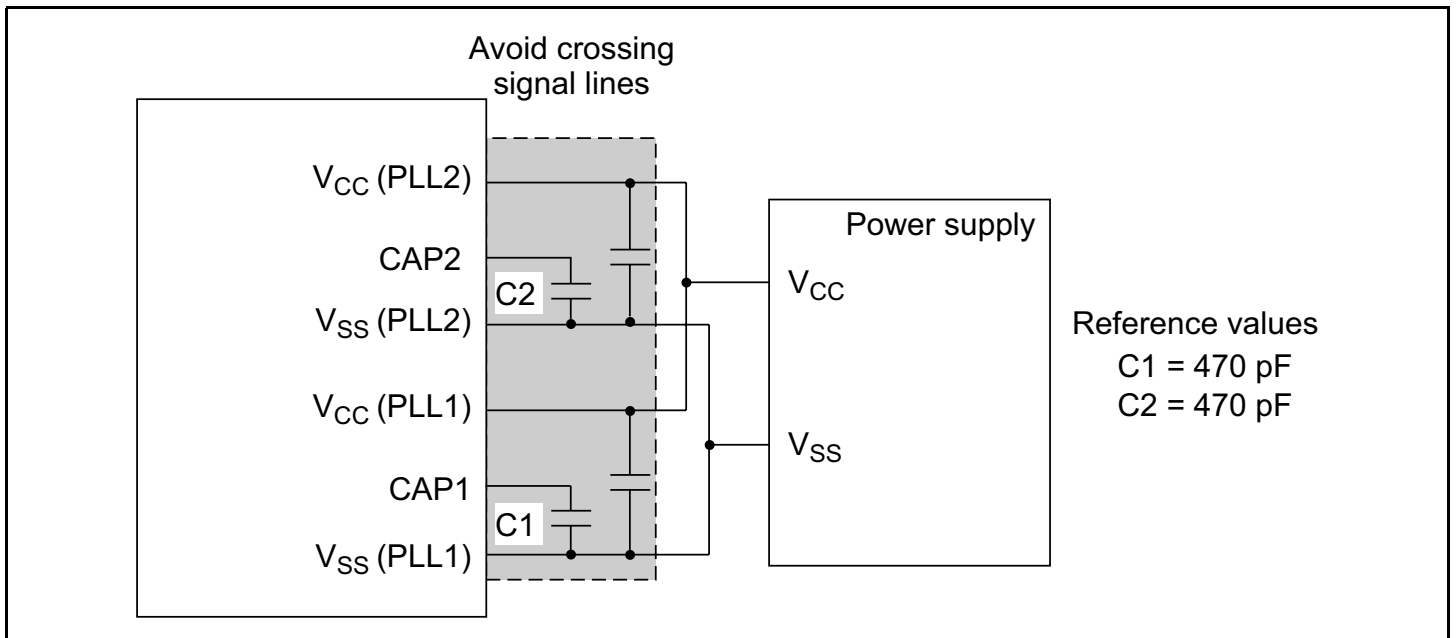 Avoid crossing
signal lines
VCC (PLL2)
CAP2
C2
VSS (PLL2)
VCC (PLL1)
CAP1
C1
VSS (PLL1)
Power supply
VCC
VSS
Reference values
C1 = 470 pF
C2 = 470 pF